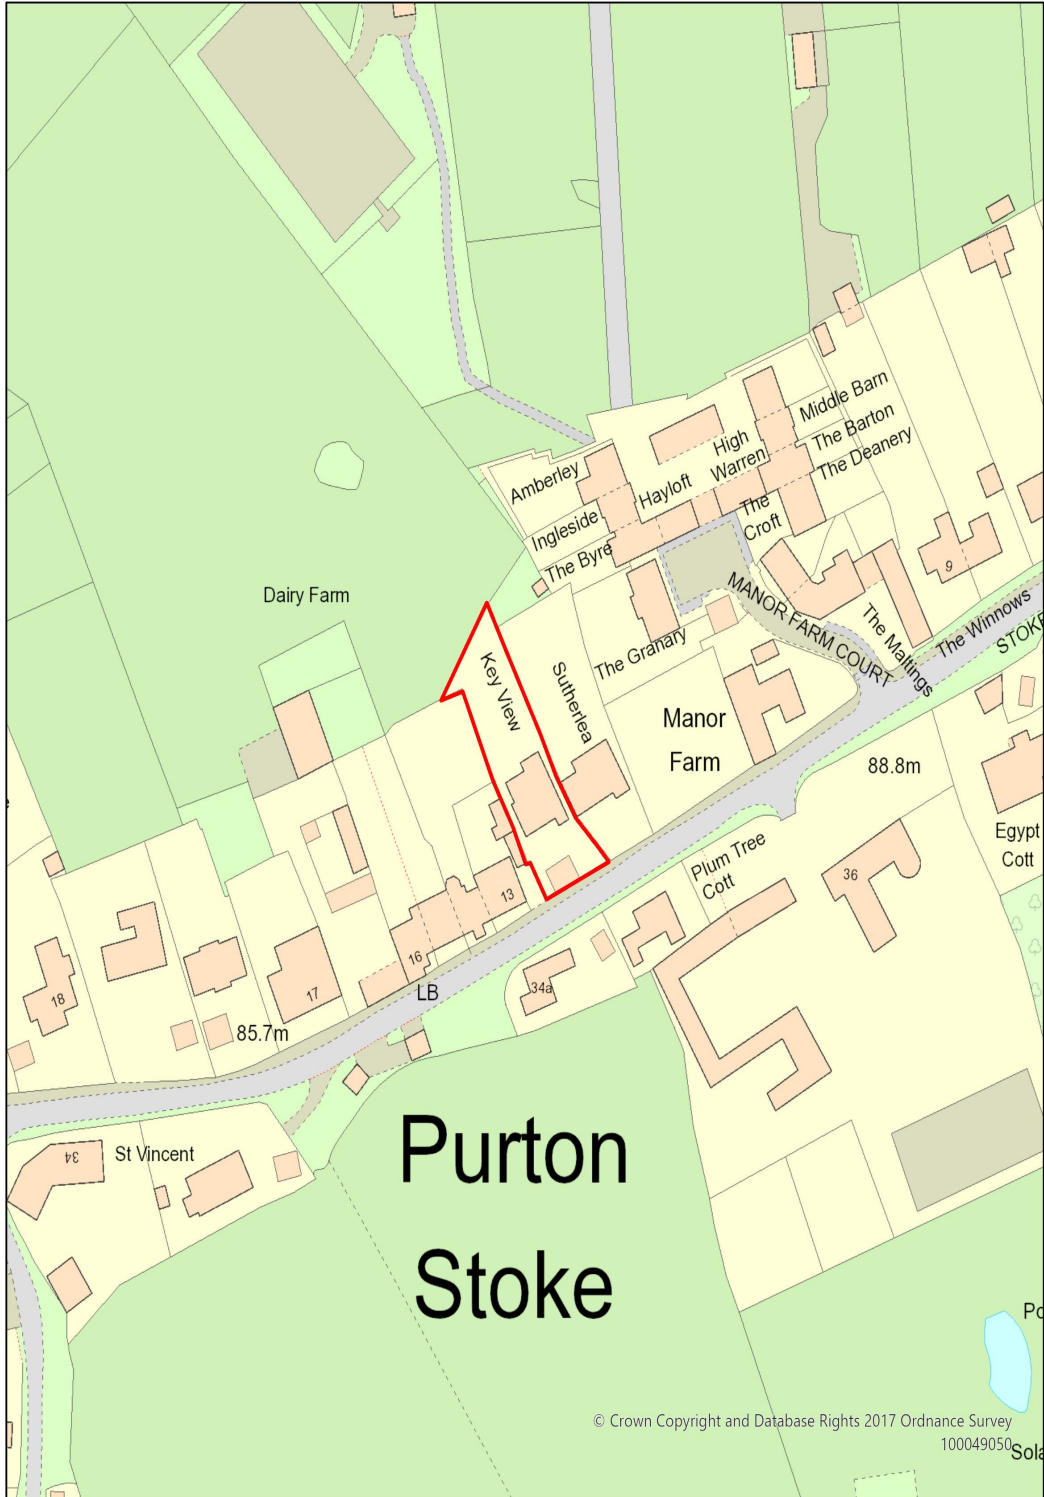 Middle Barn
The Barton
The Deanery
High
Warren
Amberley
Hayloft
The
Croft
Ingleside
The Byre
9
Dairy Farm
MANOR FARM COURT
The Maltings
The Winnows
The Granary
Key View
Sutherlea
Manor
Farm
88.8m
Egypt
Cott
Plum Tree
Cott
36
13
16
LB
34a
18
17
85.7m
34
St Vincent
Purton
Stoke
© Crown Copyright and Database Rights 2017 Ordnance Survey
100049050